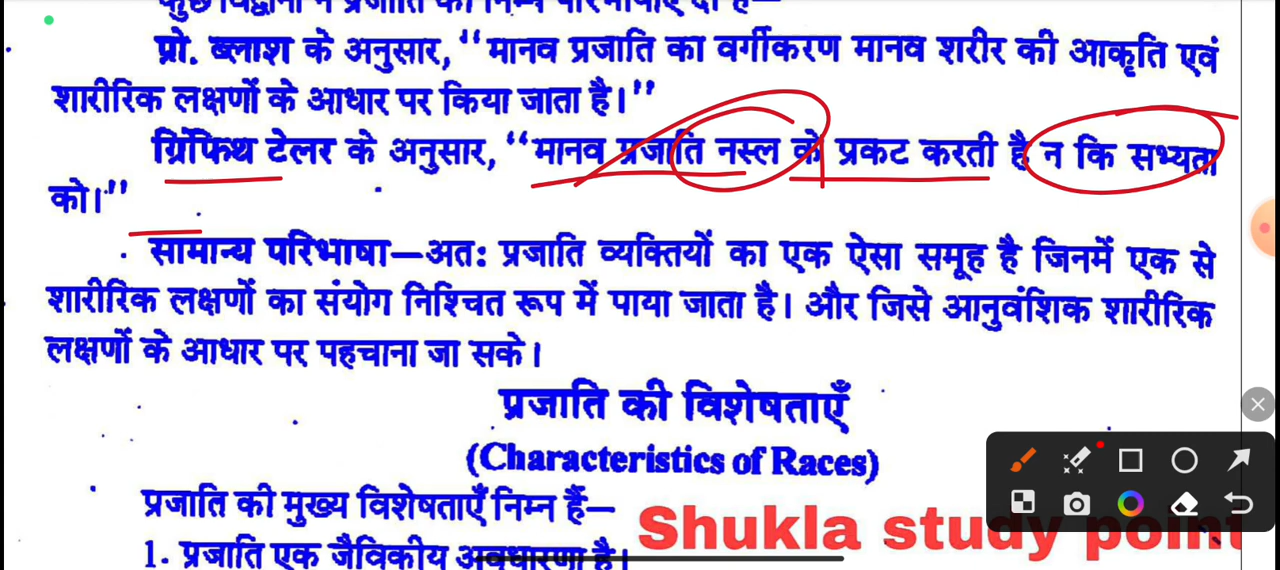 कुछ विद्वानों ने प्रजाति की निम्न परिभाषाएँ दी हैं—
प्रो. ब्लाश के अनुसार, “मानव प्रजाति का वर्गीकरण मानव शरीर की आकृति एवं
शारीरिक लक्षणों के आधार पर किया जाता है।”
ग्रिफिथ टेलर के अनुसार, “मानव प्रजाति नस्ल को प्रकट करती है न कि सभ्यता
को।”
सामान्य परिभाषा—अतः प्रजाति व्यक्तियों का एक ऐसा समूह है जिनमें एक से
शारीरिक लक्षणों का संयोग निश्चित रूप में पाया जाता है। और जिसे आनुवंशिक शारीरिक
लक्षणों के आधार पर पहचाना जा सके।
प्रजाति की विशेषताएँ
(Characteristics of Races)
प्रजाति की मुख्य विशेषताएँ निम्न हैं—
1. प्रजाति एक जैविकीय अवधारणा है।
Shukla study point